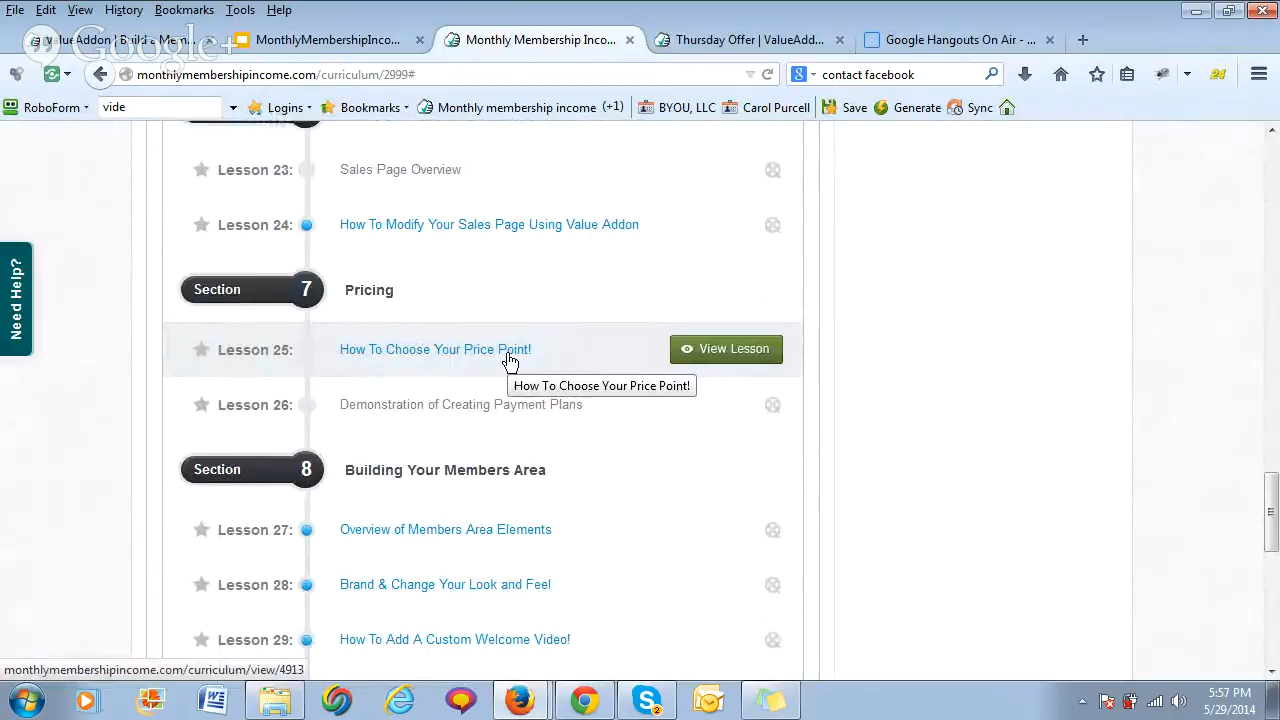 File Edit View History Bookmarks Tools Help
Google+
ValueAddon | Build a Mem... MonthlyMembershipInco... × Monthly Membership Inco... × Thursday Offer | ValueAdd... × Google Hangouts On Air - ... × +
monthlymembershipincome.com/curriculum/2999# contact facebook
RoboForm vide Logins Bookmarks Monthly membership income (+1) BYOU, LLC Carol Purcell Save Generate Sync
Lesson 23: Sales Page Overview
Lesson 24: How To Modify Your Sales Page Using Value Addon
Section 7 Pricing
Lesson 25: How To Choose Your Price Point! View Lesson
How To Choose Your Price Point!
Lesson 26: Demonstration of Creating Payment Plans
Section 8 Building Your Members Area
Lesson 27: Overview of Members Area Elements
Lesson 28: Brand & Change Your Look and Feel
Lesson 29: How To Add A Custom Welcome Video!
Need Help?
monthlymembershipincome.com/curriculum/view/4913
5:57 PM
5/29/2014